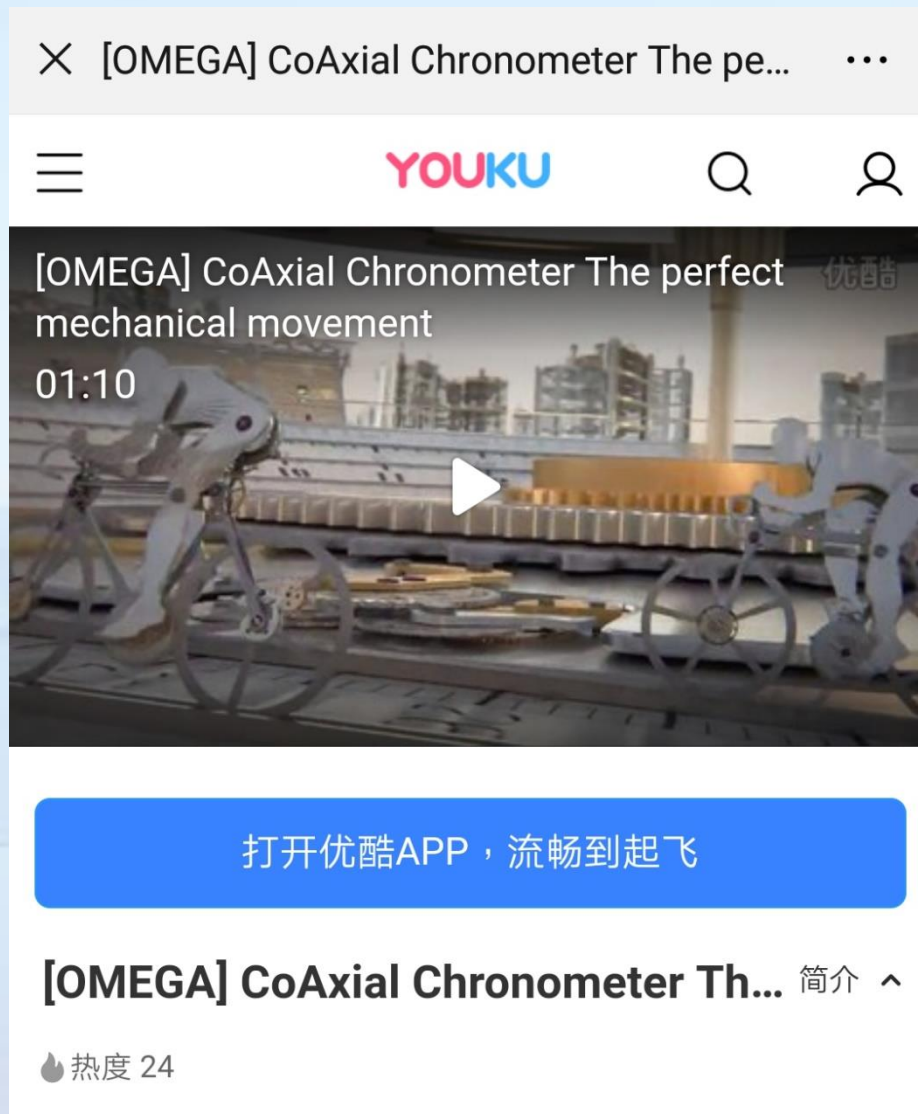 [OMEGA] CoAxial Chronometer The pe...
YOUKU
[OMEGA] CoAxial Chronometer The perfect
优酷
mechanical movement
01:10
打开优酷APP，流畅到起飞
[OMEGA] CoAxial Chronometer Th... 简介
热度 24